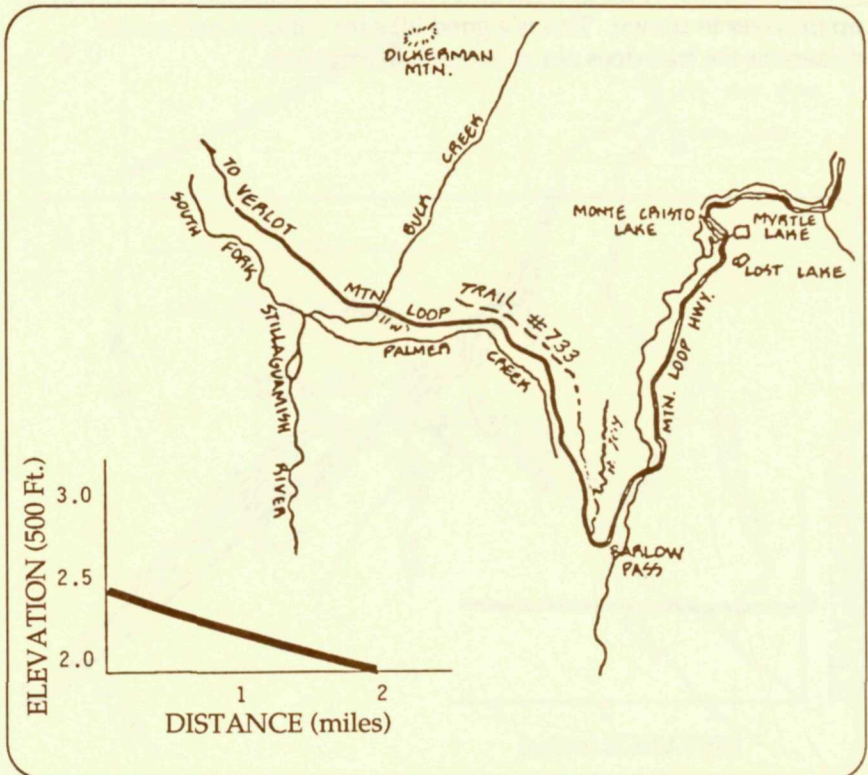 DICKERMAN
MTN.
BUCK CREEK
TO VERLOT
SOUTH
FORK
STILLAGUAMISH
RIVER
MTN LOOP
PALMER
CREEK
TRAIL #733
MONTE CRISTO
LAKE
MYRTLE
LAKE
LOST LAKE
MTN. LOOP HWY.
BARLOW
PASS
ELEVATION (500 Ft.)
3.0
2.5
2.0
1 2
DISTANCE (miles)